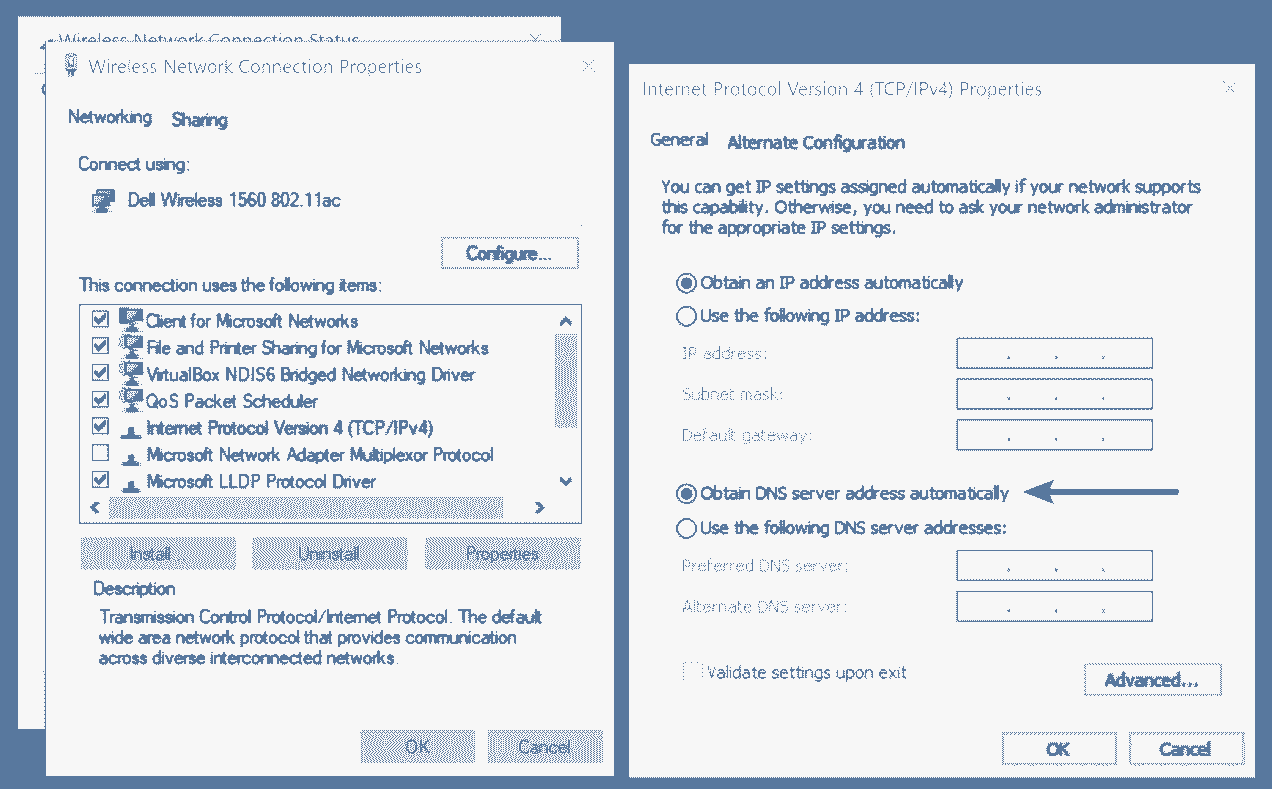 Wireless Network Connection Status
Wireless Network Connection Properties
Networking Sharing
Connect using:
Dell Wireless 1560 802.11ac
Configure...
This connection uses the following items:
Client for Microsoft Networks
File and Printer Sharing for Microsoft Networks
VirtualBox NDIS6 Bridged Networking Driver
QoS Packet Scheduler
Internet Protocol Version 4 (TCP/IPv4)
Microsoft Network Adapter Multiplexor Protocol
Microsoft LLDP Protocol Driver
Install Uninstall Properties
Description
Transmission Control Protocol/Internet Protocol. The default
wide area network protocol that provides communication
across diverse interconnected networks.
OK Cancel
Internet Protocol Version 4 (TCP/IPv4) Properties
General Alternate Configuration
You can get IP settings assigned automatically if your network supports
this capability. Otherwise, you need to ask your network administrator
for the appropriate IP settings.
Obtain an IP address automatically
Use the following IP address:
IP address: . . .
Subnet mask: . . .
Default gateway: . . .
Obtain DNS server address automatically
Use the following DNS server addresses:
Preferred DNS server: . . .
Alternate DNS server: . . .
Validate settings upon exit
Advanced...
OK Cancel